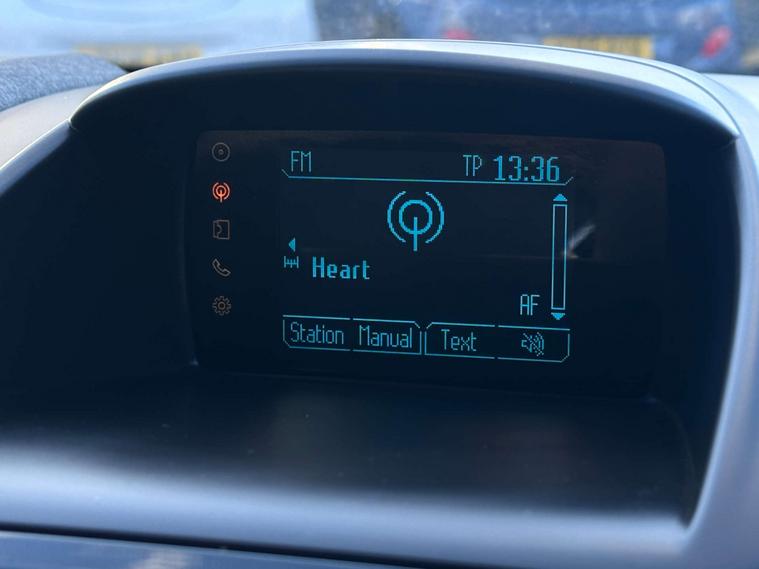 FM TP 13:36
Heart
AF
Station Manual Text